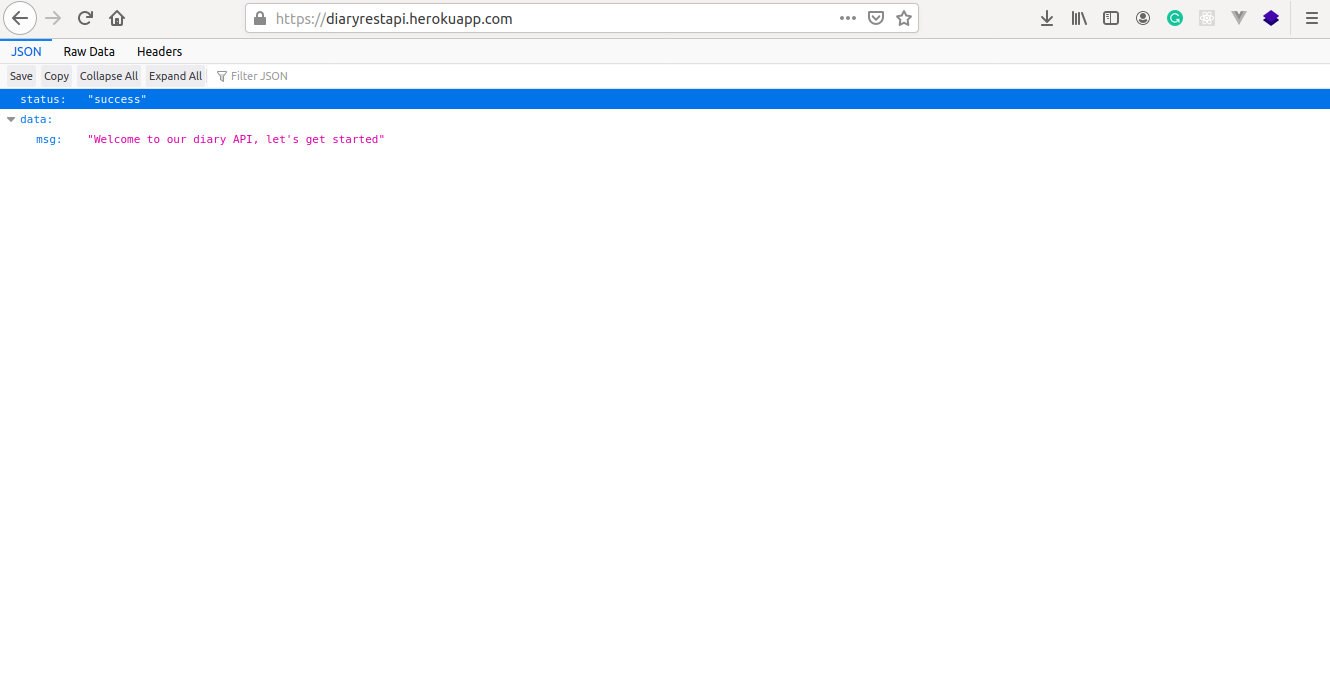 https://diaryrestapi.herokuapp.com
JSON Raw Data Headers
Save Copy Collapse All Expand All Filter JSON
status: "success"
data:
msg: "Welcome to our diary API, let's get started"